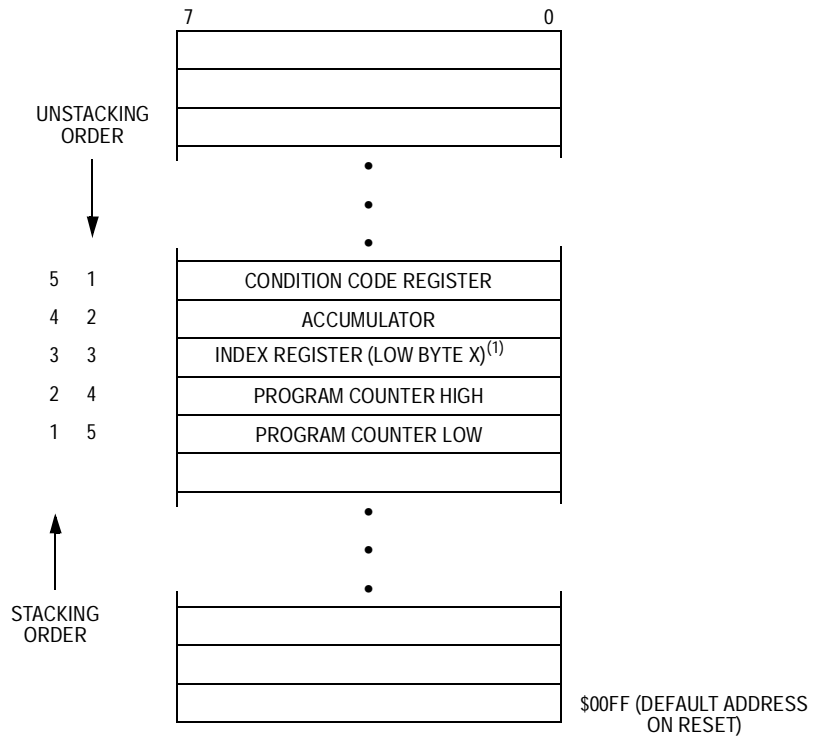 7 0
UNSTACKING
ORDER
5 1 CONDITION CODE REGISTER
4 2 ACCUMULATOR
3 3 INDEX REGISTER (LOW BYTE X)(1)
2 4 PROGRAM COUNTER HIGH
1 5 PROGRAM COUNTER LOW
STACKING
ORDER
$00FF (DEFAULT ADDRESS
ON RESET)